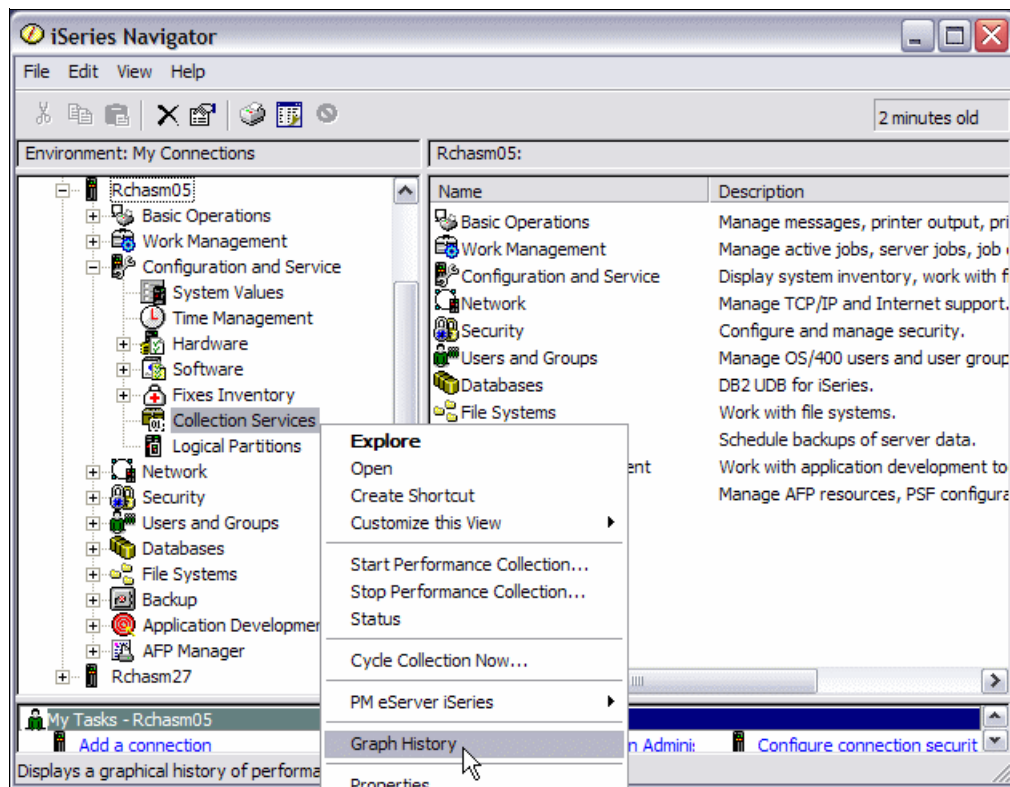 iSeries Navigator
File Edit View Help
2 minutes old
Environment: My Connections
Rchasm05:
Rchasm05
Basic Operations
Work Management
Configuration and Service
System Values
Time Management
Hardware
Software
Fixes Inventory
Collection Services
Logical Partitions
Network
Security
Users and Groups
Databases
File Systems
Backup
Application Developmer
AFP Manager
Rchasm27
Name Description
Basic Operations Manage messages, printer output, pri
Work Management Manage active jobs, server jobs, job
Configuration and Service Display system inventory, work with f
Network Manage TCP/IP and Internet support.
Security Configure and manage security.
Users and Groups Manage OS/400 users and user group
Databases DB2 UDB for iSeries.
File Systems Work with file systems.
Schedule backups of server data.
ent Work with application development to
Manage AFP resources, PSF configura
Explore
Open
Create Shortcut
Customize this View
Start Performance Collection...
Stop Performance Collection...
Status
Cycle Collection Now...
PM eServer iSeries
Graph History
Properties
My Tasks - Rchasm05
Add a connection
n Admini:
Configure connection securit
Displays a graphical history of performa